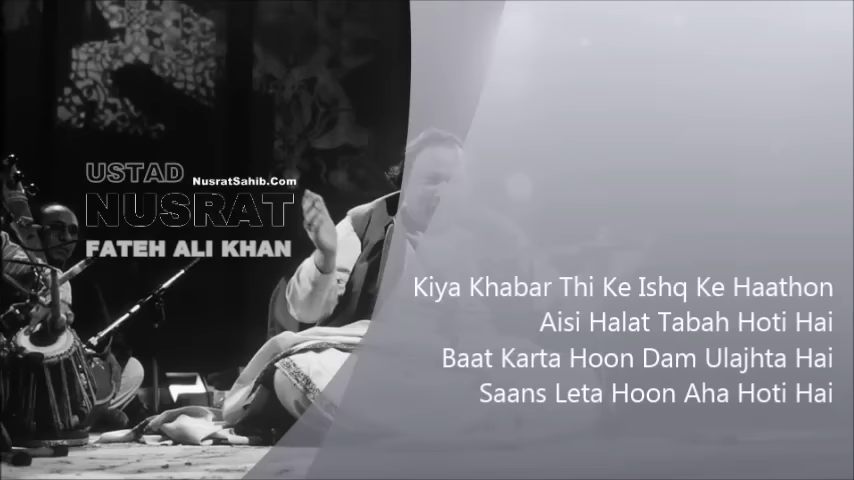 USTAD
NusratSahib.Com
NUSRAT
FATEH ALI KHAN
Kiya Khabar Thi Ke Ishq Ke Haathon
Aisi Halat Tabah Hoti Hai
Baat Karta Hoon Dam Ulajhta Hai
Saans Leta Hoon Aha Hoti Hai